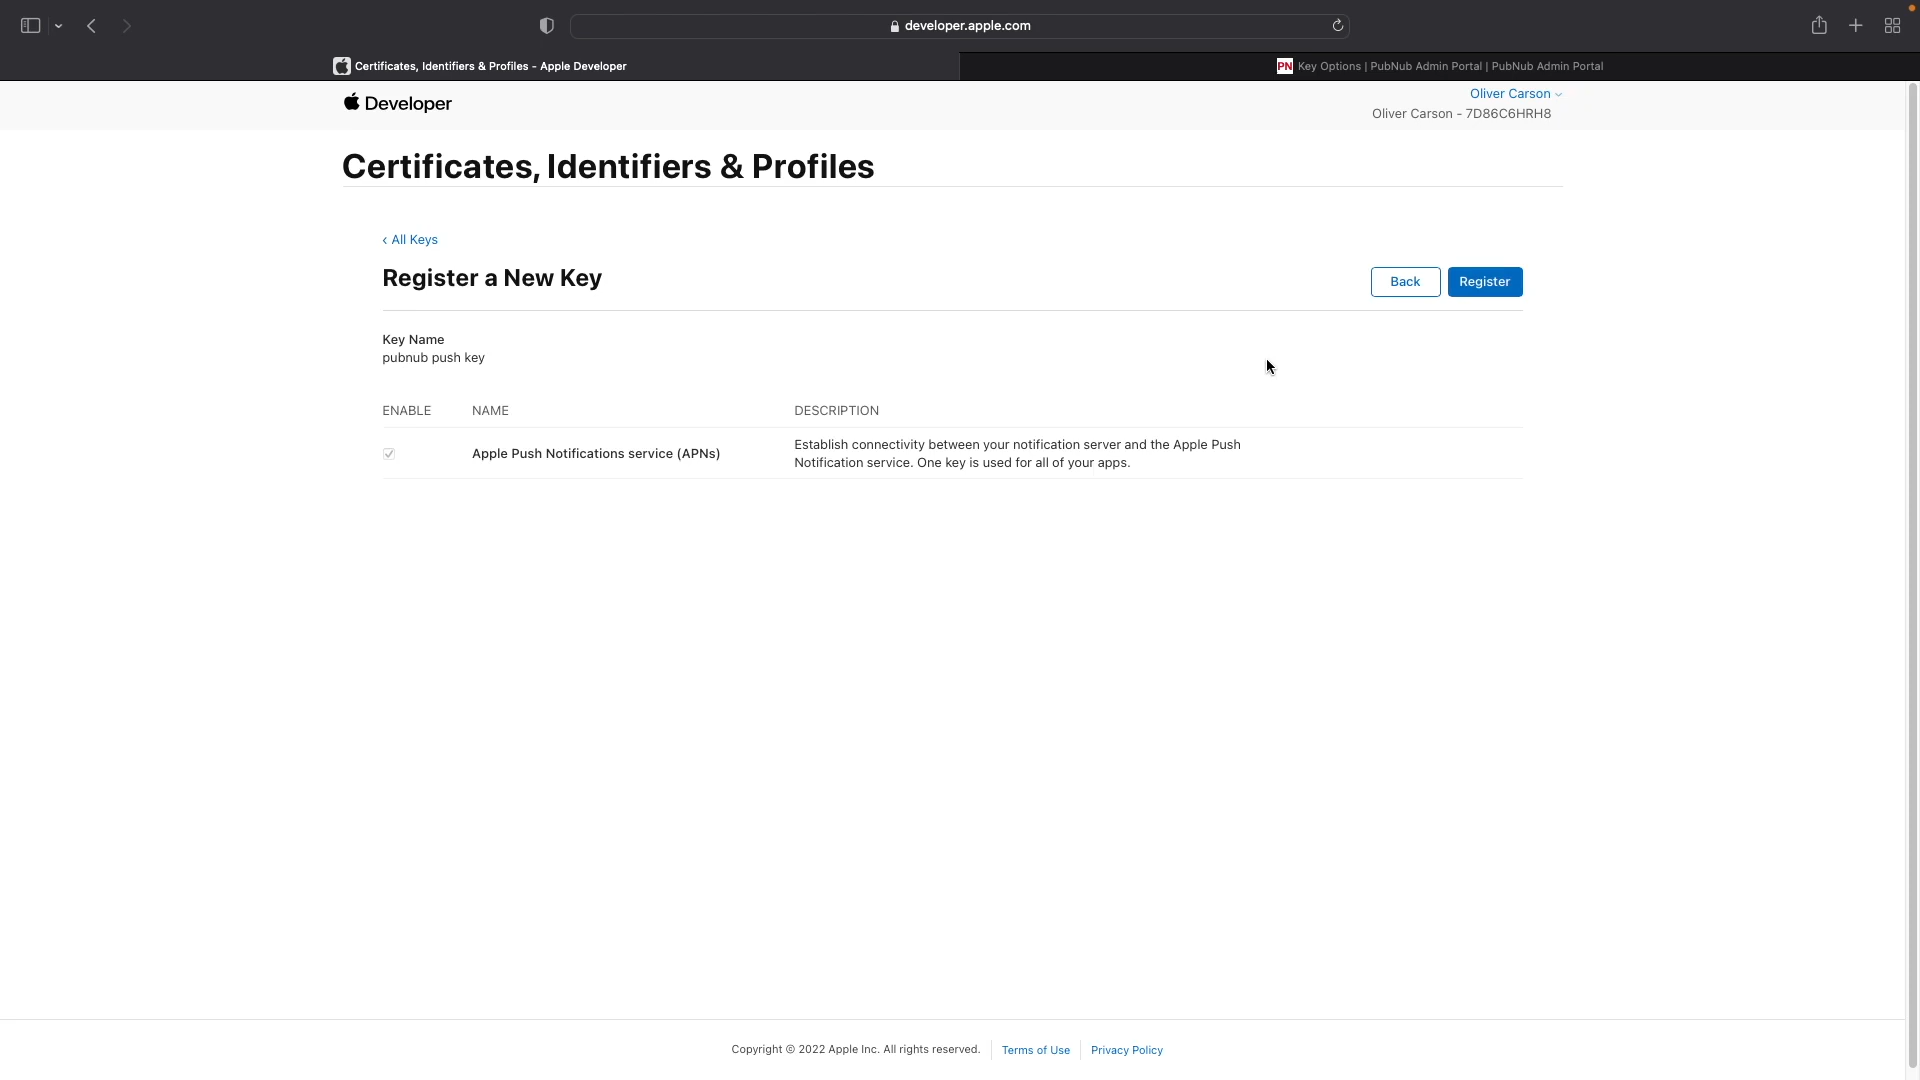 developer.apple.com
Certificates, Identifiers & Profiles - Apple Developer
PN Key Options | PubNub Admin Portal | PubNub Admin Portal
Developer
Oliver Carson
Oliver Carson - 7D86C6HRH8
Certificates, Identifiers & Profiles
‹ All Keys
Register a New Key
Back
Register
Key Name
pubnub push key
ENABLE NAME DESCRIPTION
Apple Push Notifications service (APNs)
Establish connectivity between your notification server and the Apple Push
Notification service. One key is used for all of your apps.
Copyright © 2022 Apple Inc. All rights reserved. Terms of Use Privacy Policy